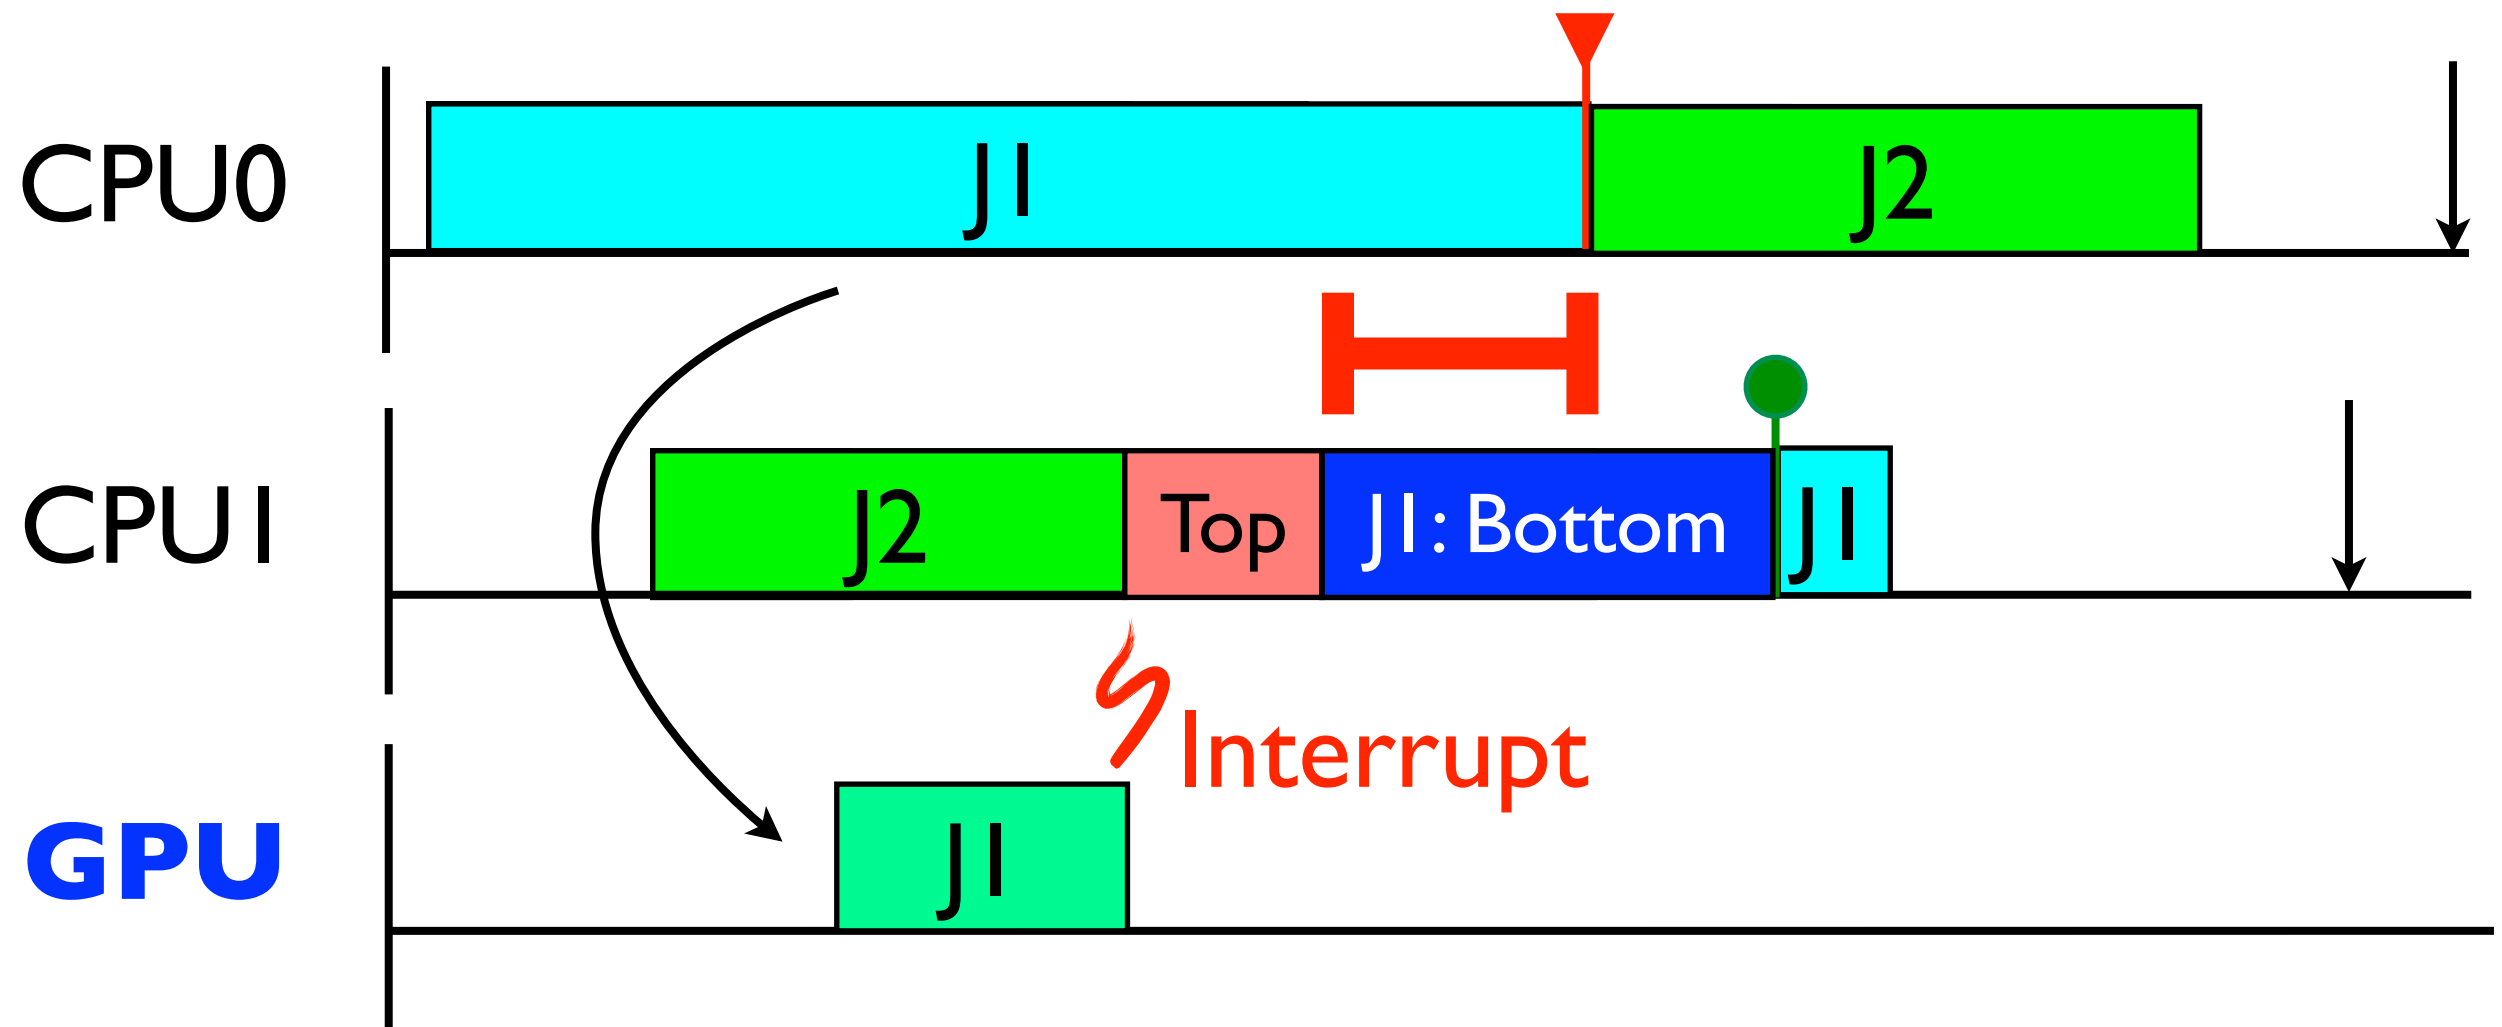 CPU0
J1
J2
CPU1
J2
Top
J1: Bottom
J1
Interrupt
GPU
J1